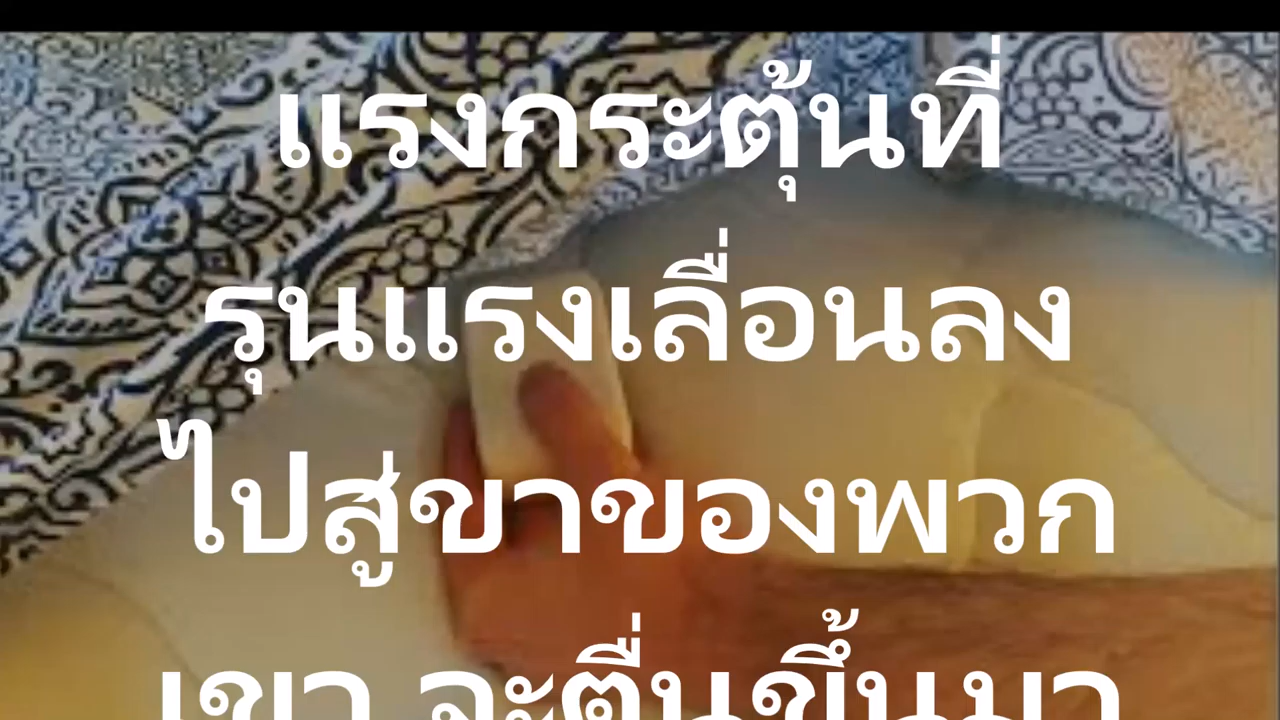 แรงกระตุ้นที่
รุนแรงเลื่อนลง
ไปสู่ขาของพวก
เขา จะตื่นขึ้นมา